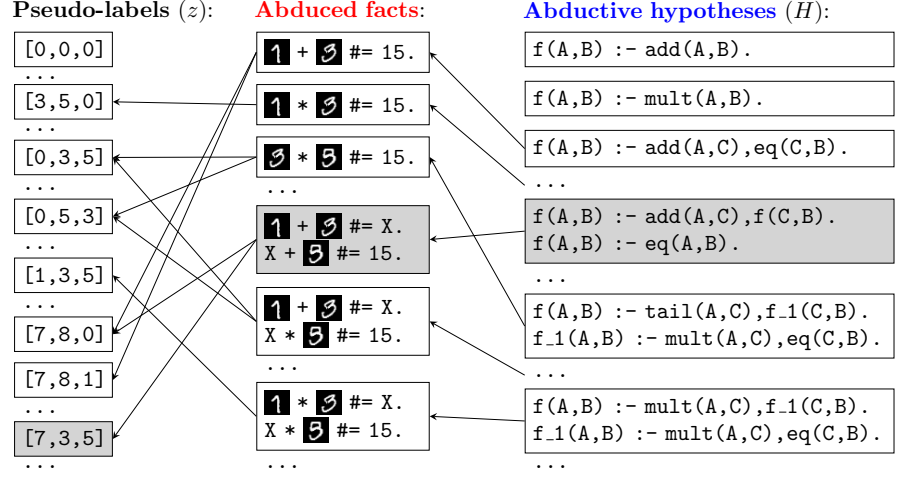 Pseudo-labels (z):
[0,0,0]
...
[3,5,0]
...
[0,3,5]
...
[0,5,3]
...
[1,3,5]
...
[7,8,0]
[7,8,1]
...
[7,3,5]
...
Abduced facts:
1 + 3 #= 15.
1 * 3 #= 15.
3 * 5 #= 15.
...
1 + 3 #= X.
X + 5 #= 15.
1 + 3 #= X.
X * 5 #= 15.
1 * 3 #= X.
X * 5 #= 15.
...
Abductive hypotheses (H):
f(A,B) :- add(A,B).
f(A,B) :- mult(A,B).
f(A,B) :- add(A,C),eq(C,B).
...
f(A,B) :- add(A,C),f(C,B).
f(A,B) :- eq(A,B).
...
f(A,B) :- tail(A,C),f_1(C,B).
f_1(A,B) :- mult(A,C),eq(C,B).
...
f(A,B) :- mult(A,C),f_1(C,B).
f_1(A,B) :- mult(A,C),eq(C,B).
...